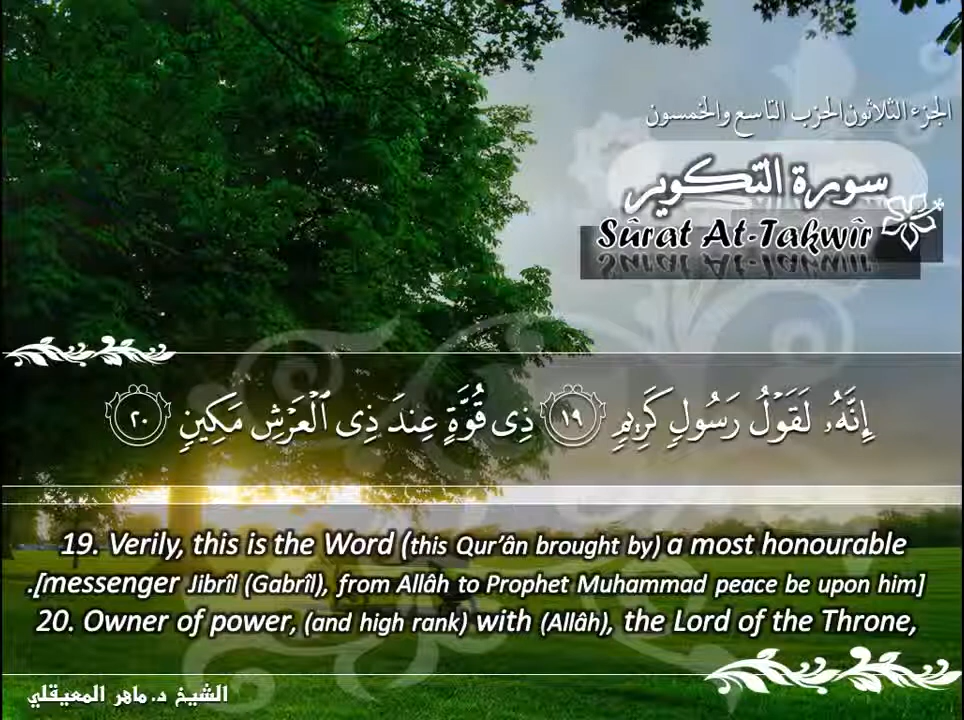 الجزء الثلاثون الحزب التاسع والخمسون
سورة التكوير
Sûrat At-Takwîr
إِنَّهُۥ لَقَوْلُ رَسُولٍ كَرِيمٍ ١٩ ذِى قُوَّةٍ عِندَ ذِى ٱلْعَرْشِ مَكِينٍ ٢٠
19. Verily, this is the Word (this Qur’ân brought by) a most honourable
.[messenger Jibrîl (Gabrîl), from Allâh to Prophet Muhammad peace be upon him]
20. Owner of power, (and high rank) with (Allâh), the Lord of the Throne,
الشيخ د. ماهر المعيقلي